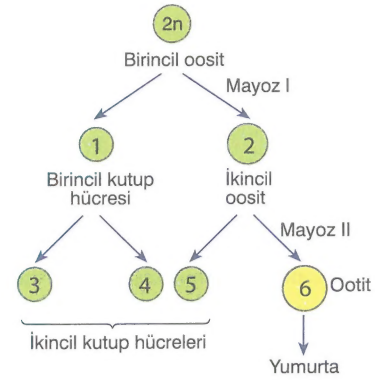 2n
Birincil oosit
Mayoz I
1
2
Birincil kutup
hücresi
İkincil
oosit
Mayoz II
3
4
5
6
Ootit
İkincil kutup hücreleri
Yumurta